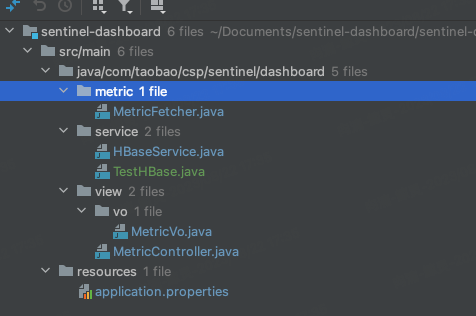 sentinel-dashboard 6 files ~/Documents/sentinel-dashboard/sentinel-d
src/main 6 files
java/com/taobao/csp/sentinel/dashboard 5 files
metric 1 file
MetricFetcher.java
service 2 files
HBaseService.java
TestHBase.java
view 2 files
vo 1 file
MetricVo.java
MetricController.java
resources 1 file
application.properties